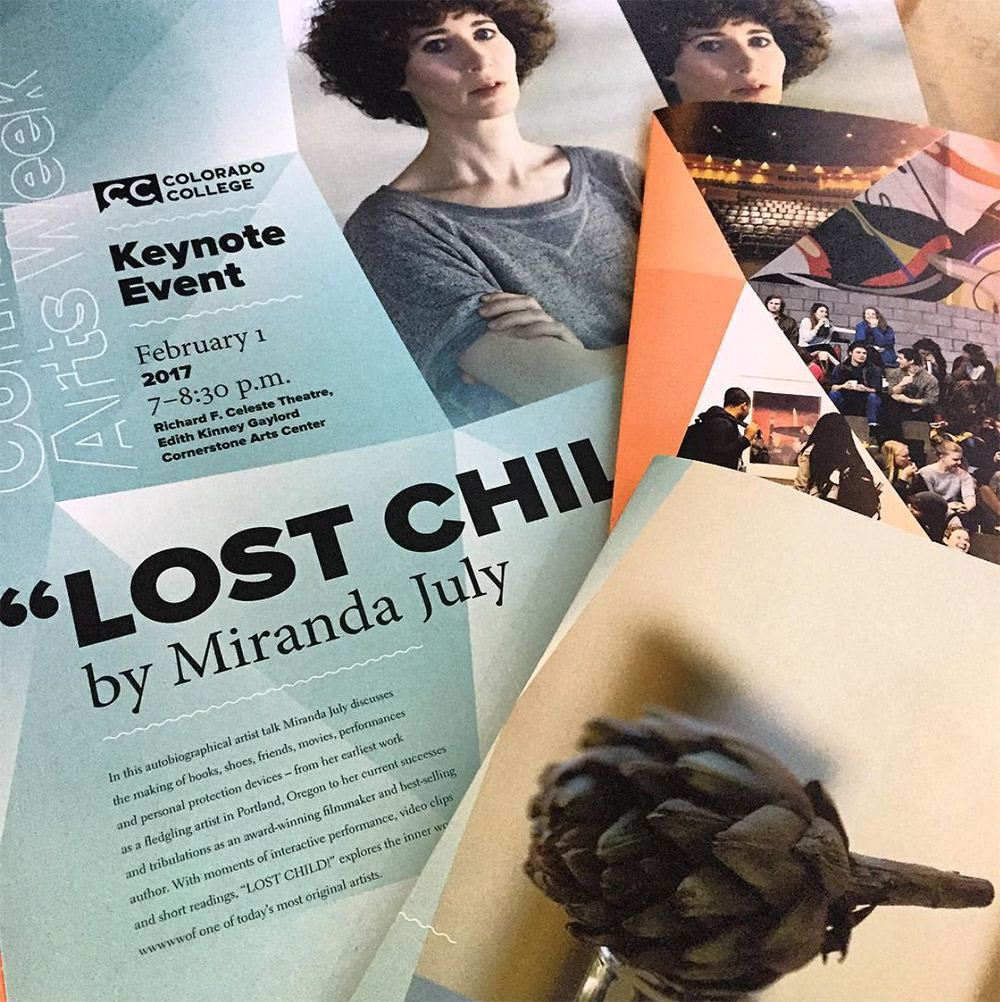 Arts Week
CC COLORADO
COLLEGE
Keynote
Event
February 1
2017
7–8:30 p.m.
Richard F. Celeste Theatre,
Edith Kinney Gaylord
Cornerstone Arts Center
“LOST CHIL
by Miranda July
In this autobiographical artist talk Miranda July discusses
the making of books, shoes, friends, movies, performances
and personal protection devices – from her earliest work
as a fledgling artist in Portland, Oregon to her current successes
and tribulations as an award-winning filmmaker and best-selling
author. With moments of interactive performance, video clips
and short readings, “LOST CHILD!” explores the inner wo
wwwwof one of today’s most original artists.